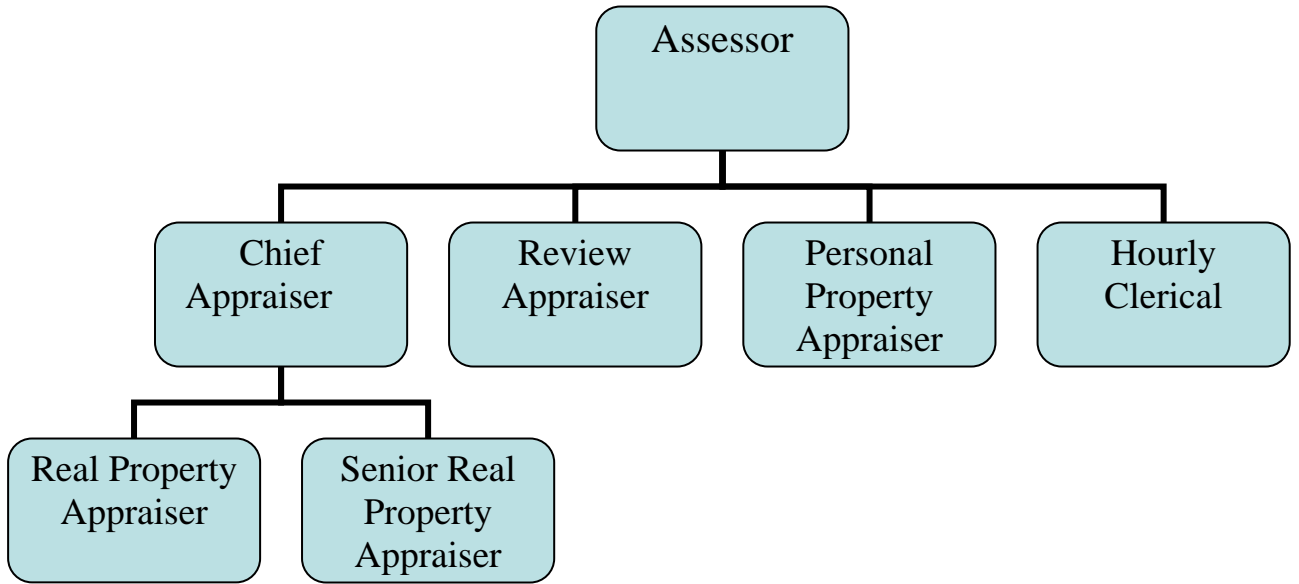 Assessor
Chief
Appraiser
Review
Appraiser
Personal
Property
Appraiser
Hourly
Clerical
Real Property
Appraiser
Senior Real
Property
Appraiser